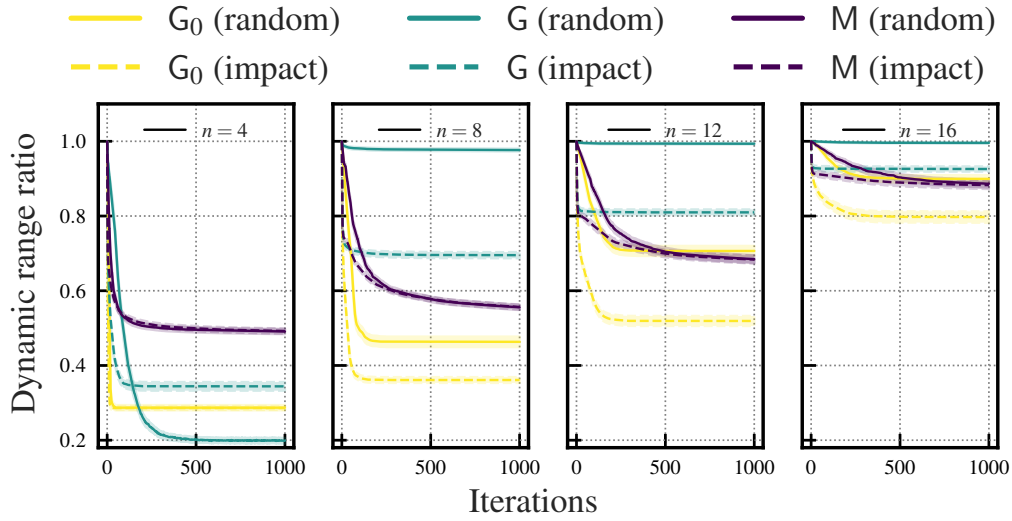 G₀ (random) G (random) M (random)
G₀ (impact) G (impact) M (impact)
n = 4 n = 8 n = 12 n = 16
Dynamic range ratio
1.0
0.8
0.6
0.4
0.2
0 500 1000 0 500 1000 0 500 1000 0 500 1000
Iterations